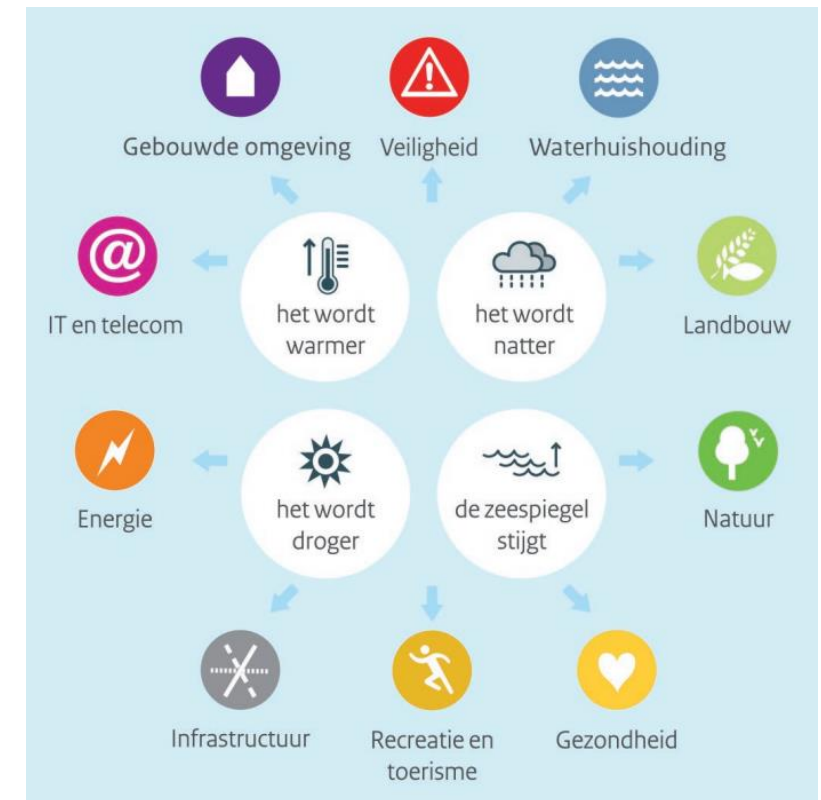 Gebouwde omgeving
Veiligheid
Waterhuishouding
@
IT en telecom
het wordt
warmer
het wordt
natter
Landbouw
Energie
het wordt
droger
de zeespiegel
stijgt
Natuur
Infrastructuur
Recreatie en
toerisme
Gezondheid